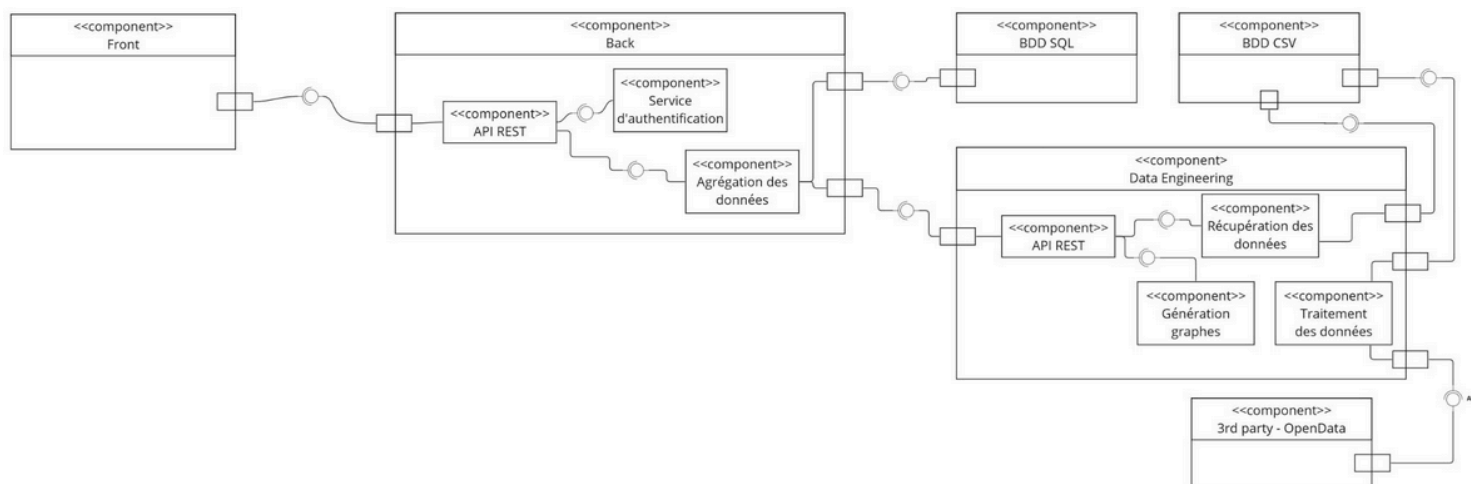 <<component>>
Front
<<component>>
Back
<<component>>
API REST
<<component>>
Service
d'authentification
<<component>>
Agrégation des
données
<<component>>
BDD SQL
<<component>>
BDD CSV
<<component>
Data Engineering
<<component>>
API REST
<<component>>
Récupération des
données
<<component>>
Génération
graphes
<<component>>
Traitement
des données
<<component>>
3rd party - OpenData